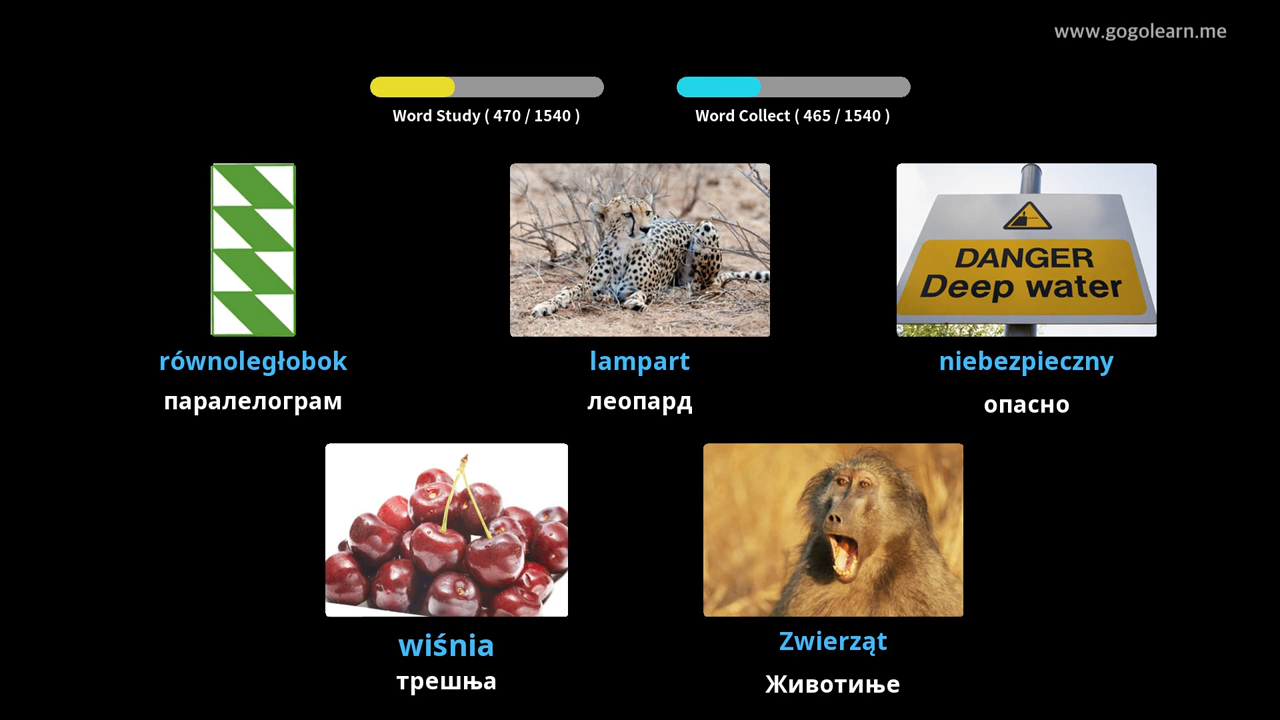 www.gogolearn.me
Word Study ( 470 / 1540 )
Word Collect ( 465 / 1540 )
DANGER
Deep water
równoległobok
lampart
niebezpieczny
паралелограм
леопард
опасно
wiśnia
Zwierząt
трешња
Животиње